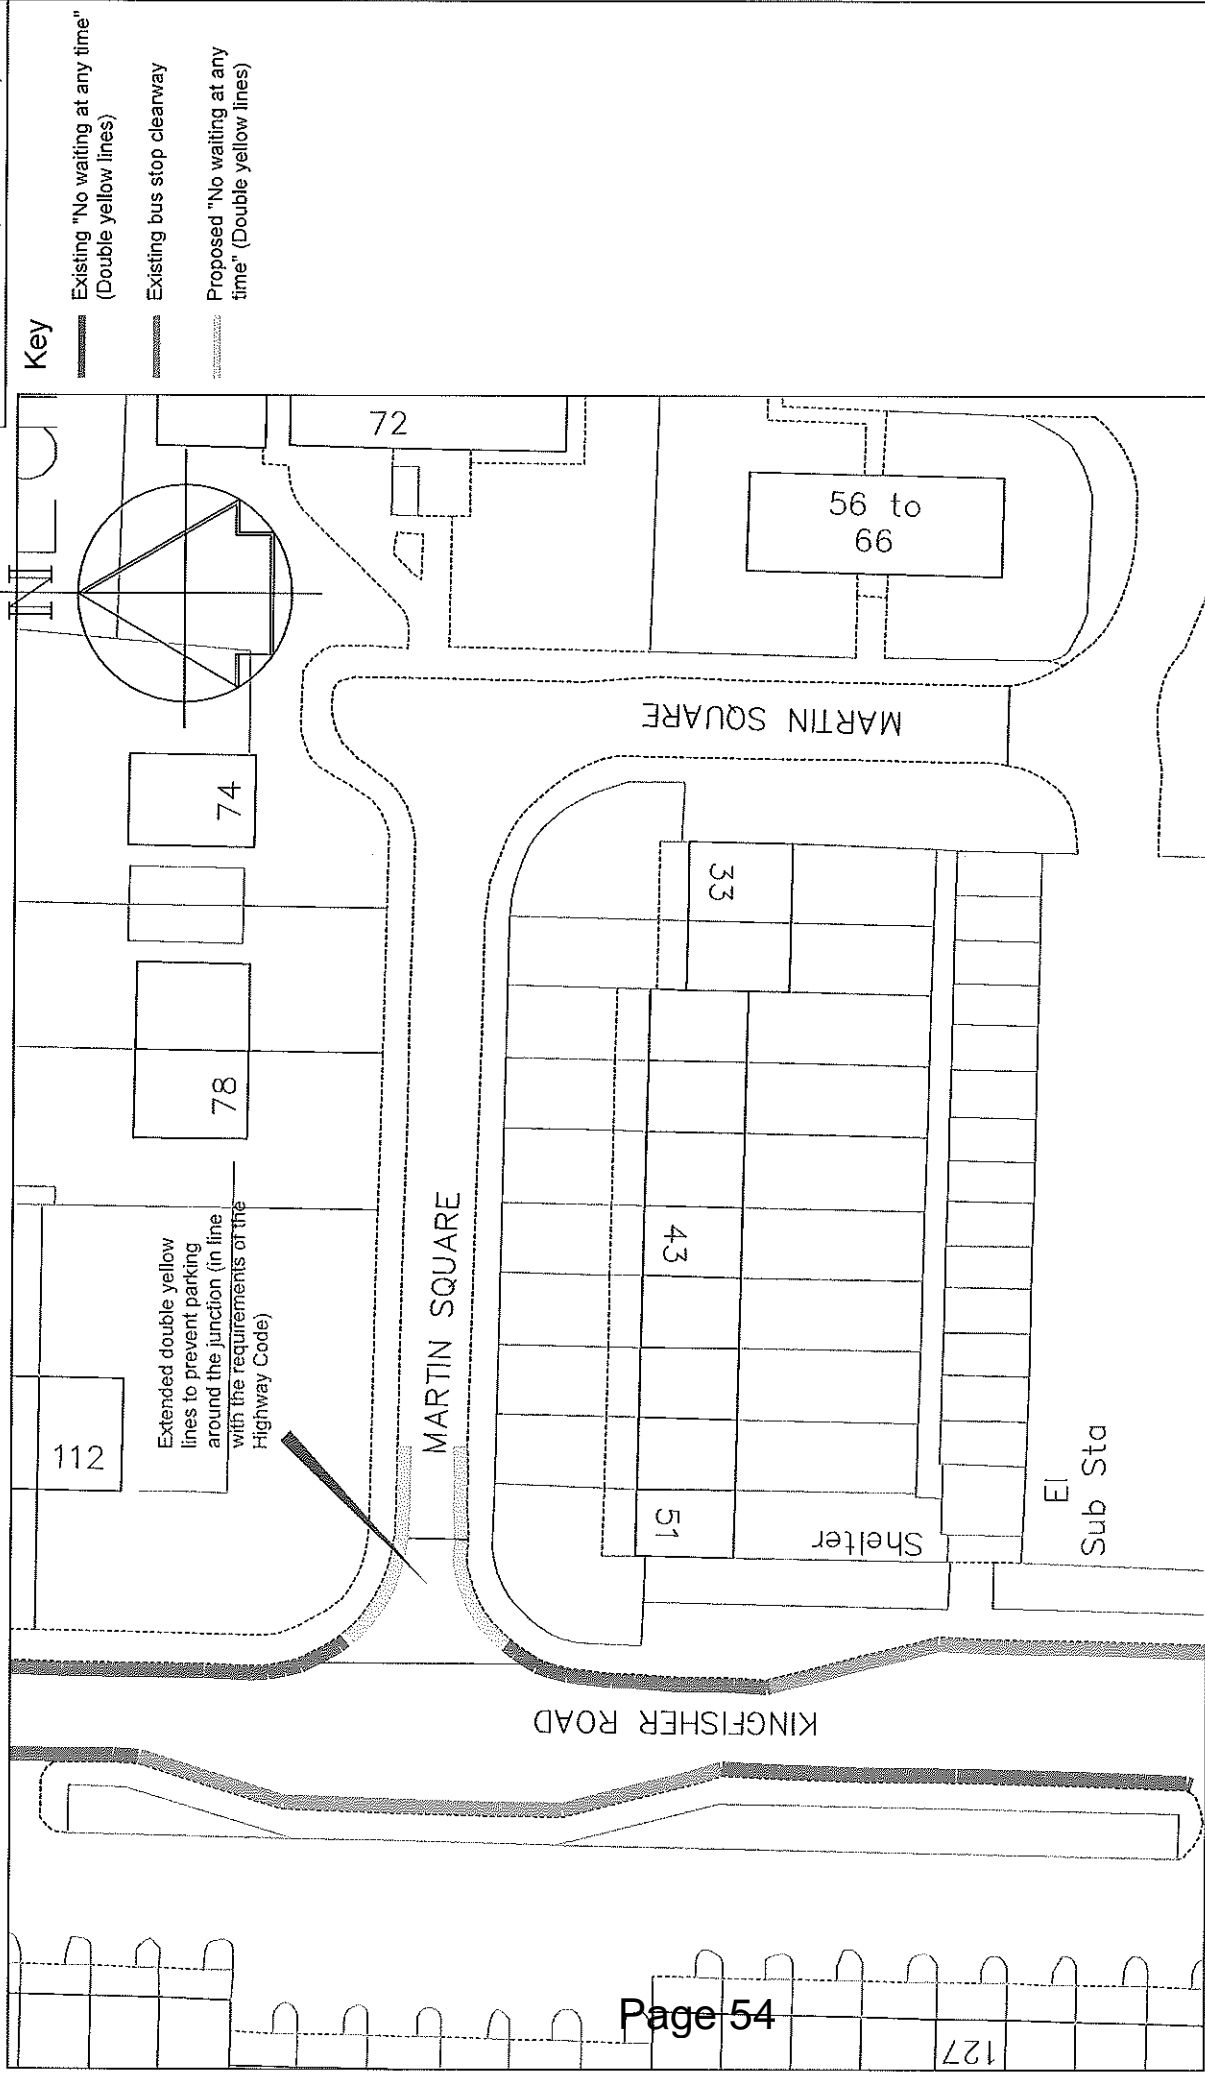 Key
Existing "No waiting at any time"
(Double yellow lines)
Existing bus stop clearway
Proposed "No waiting at any
time" (Double yellow lines)
N
72
56 to
66
74
78
112
Extended double yellow
lines to prevent parking
around the junction (in line
with the requirements of the
Highway Code)
MARTIN SQUARE
MARTIN SQUARE
33
43
51
Shelter
El
Sub Sta
KINGFISHER ROAD
127
Page 54